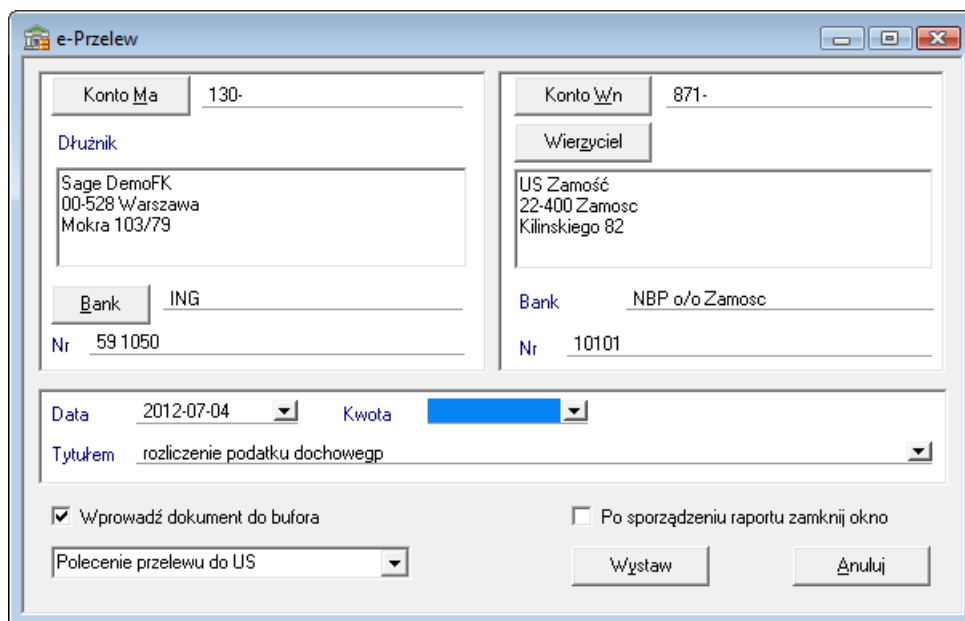 e-Przelew
Konto Ma 130-
Dłużnik
Sage DemoFK
00-528 Warszawa
Mokra 103/79
Bank ING
Nr 59 1050
Konto Wn 871-
Wierzyciel
US Zamość
22-400 Zamosc
Kilinskiego 82
Bank NBP o/o Zamosc
Nr 10101
Data 2012-07-04 Kwota
Tytułem rozliczenie podatku dochowegp
Wprowadź dokument do bufora Po sporządzeniu raportu zamknij okno
Polecenie przelewu do US Wystaw Anuluj